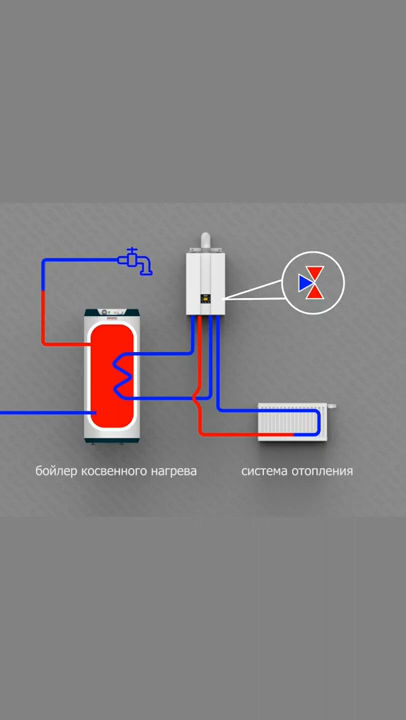 бойлер косвенного нагрева
система отопления